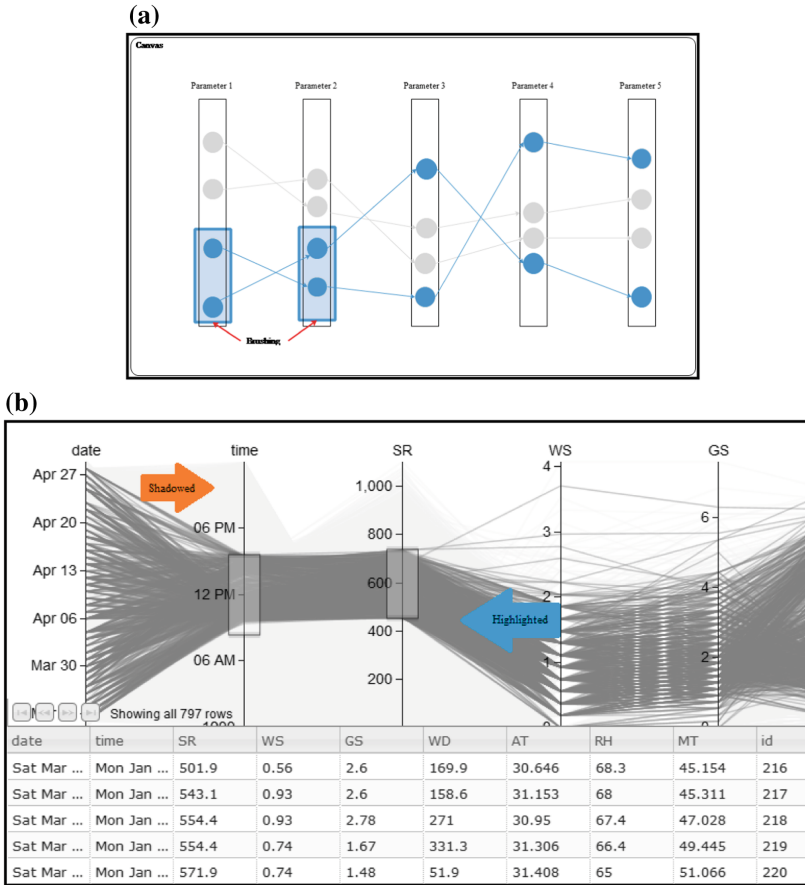 (a)
Canvas
Parameter 1 Parameter 2 Parameter 3 Parameter 4 Parameter 5
Brushing
(b)
date time SR WS GS
Apr 27
Apr 20
Apr 13
Apr 06
Mar 30
Shadowed
06 PM
12 PM
06 AM
1,000
800
600
400
200
Highlighted
4
3
2
1
0
6
4
2
0
Showing all 797 rows
date time SR WS GS WD AT RH MT id
Sat Mar ... Mon Jan ... 501.9 0.56 2.6 169.9 30.646 68.3 45.154 216
Sat Mar ... Mon Jan ... 543.1 0.93 2.6 158.6 31.153 68 45.311 217
Sat Mar ... Mon Jan ... 554.4 0.93 2.78 271 30.95 67.4 47.028 218
Sat Mar ... Mon Jan ... 554.4 0.74 1.67 331.3 31.306 66.4 49.445 219
Sat Mar ... Mon Jan ... 571.9 0.74 1.48 51.9 31.408 65 51.066 220